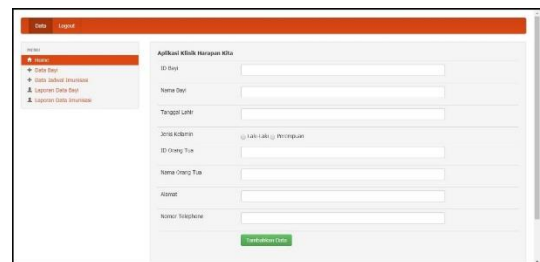 Data Logout
MENU
Home
Data Bayi
Data Jadwal Imunisasi
Laporan Data Bayi
Laporan Data Imunisasi
Aplikasi Klinik Harapan Kita
ID Bayi
Nama Bayi
Tanggal Lahir
Jenis Kelamin
Laki-Laki Perempuan
ID Orang Tua
Nama Orang Tua
Alamat
Nomor Telephone
Tambahkan Data